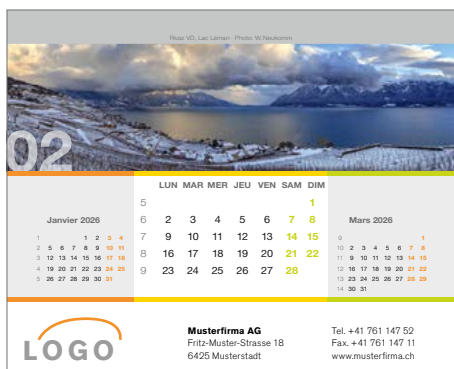 Rivaz VD, Lac Léman · Photo: W. Neukomm
02
LUN MAR MER JEU VEN SAM DIM
5 1
6 2 3 4 5 6 7 8
7 9 10 11 12 13 14 15
8 16 17 18 19 20 21 22
9 23 24 25 26 27 28
Janvier 2026
1 1 2 3 4
2 5 6 7 8 9 10 11
3 12 13 14 15 16 17 18
4 19 20 21 22 23 24 25
5 26 27 28 29 30 31
Mars 2026
9 1
10 2 3 4 5 6 7 8
11 9 10 11 12 13 14 15
12 16 17 18 19 20 21 22
13 23 24 25 26 27 28 29
14 30 31
LOGO
Musterfirma AG
Fritz-Muster-Strasse 18
6425 Musterstadt
Tel. +41 761 147 52
Fax. +41 761 147 11
www.musterfirma.ch